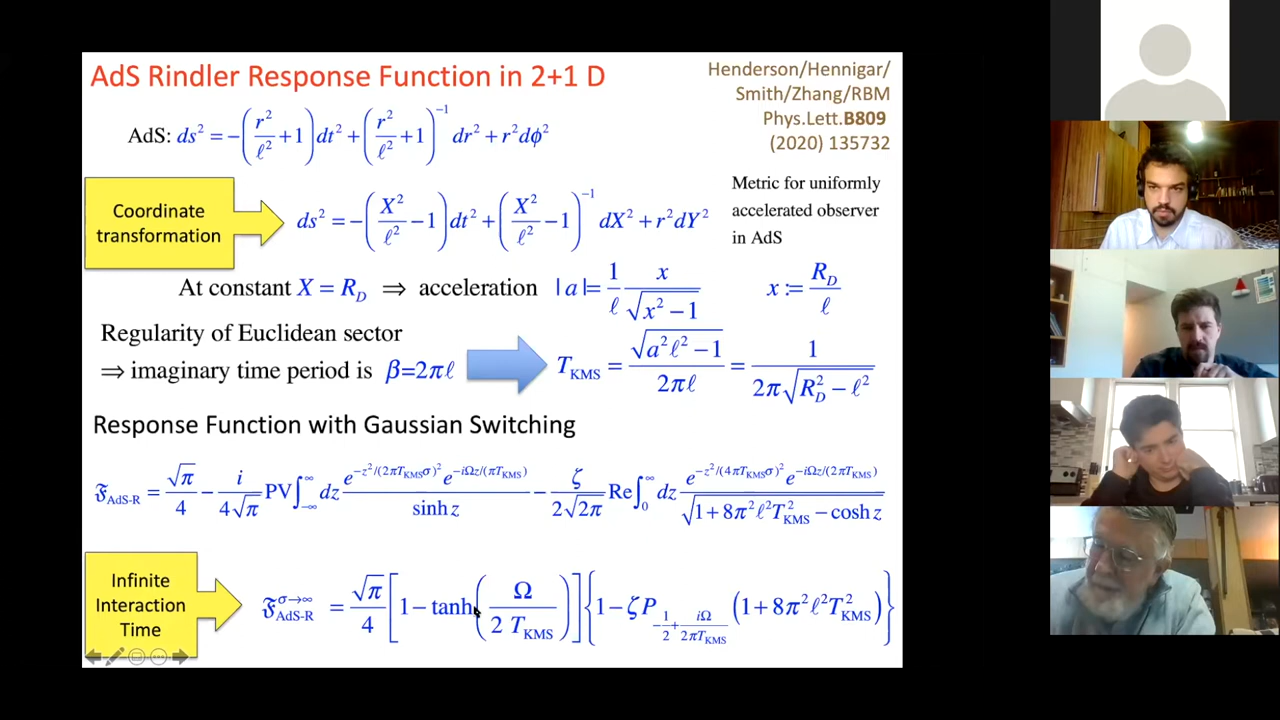 AdS Rindler Response Function in 2+1 D
Henderson/Hennigar/
Smith/Zhang/RBM
Phys.Lett.B809
(2020) 135732
AdS: ds² = −(r²/ℓ² + 1)dt² + (r²/ℓ² + 1)⁻¹ dr² + r²dϕ²
Coordinate
transformation
ds² = −(X²/ℓ² − 1)dt² + (X²/ℓ² − 1)⁻¹ dX² + r²dY²
Metric for uniformly
accelerated observer
in AdS
At constant X = R_D ⇒ acceleration |a|= 1/ℓ x/√(x² − 1) x := R_D/ℓ
Regularity of Euclidean sector
⇒ imaginary time period is β=2πℓ
T_KMS = √(a²ℓ² − 1)/2πℓ = 1/(2π√(R_D² − ℓ²))
Response Function with Gaussian Switching
𝔉_AdS-R = √π/4 − i/(4√π) PV∫_{−∞}^{∞} dz e^{−z²/(2πT_KMSσ)²} e^{−iΩz/(πT_KMS)}/sinh z − ζ/(2√2π) Re∫_0^∞ dz e^{−z²/(4πT_KMSσ)²} e^{−iΩz/(2πT_KMS)}/√(1+8π²ℓ²T²_KMS − cosh z)
Infinite
Interaction
Time
𝔉^{σ→∞}_AdS-R = √π/4 [1 − tanh(Ω/(2 T_KMS))]{1 − ζP_{−1/2 + iΩ/(2πT_KMS)}(1+8π²ℓ²T²_KMS)}